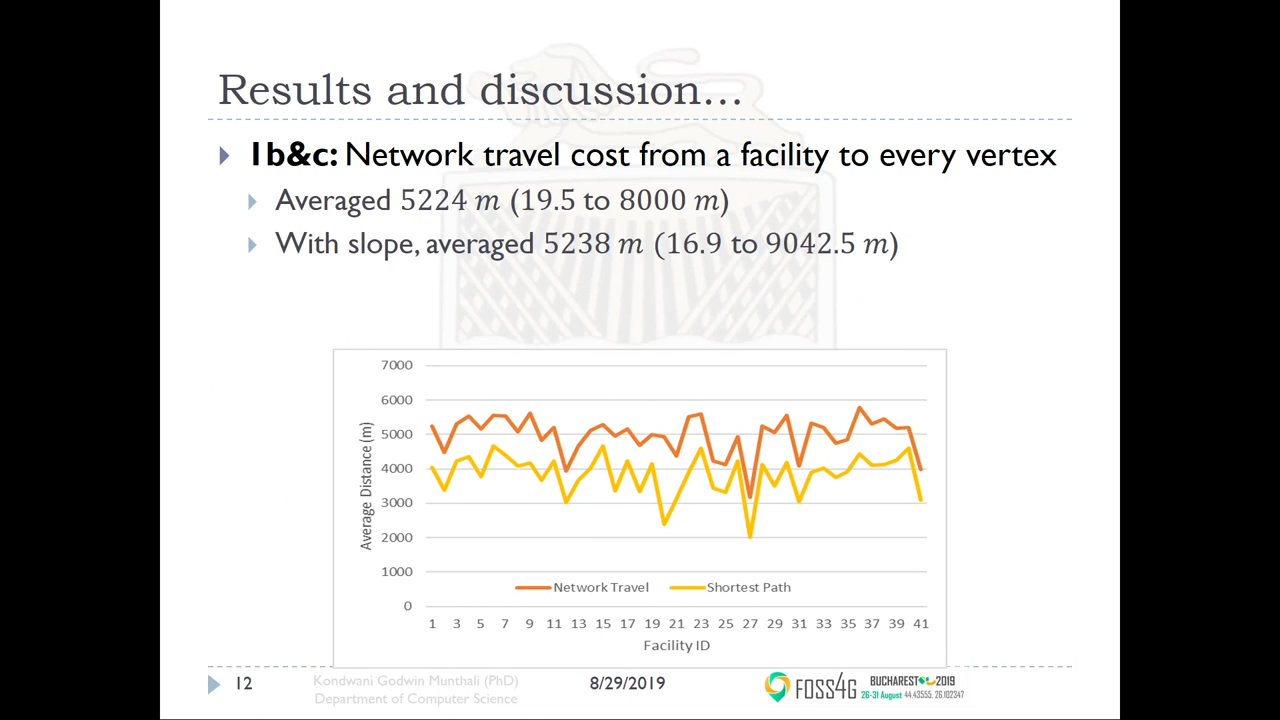 Results and discussion…
1b&c: Network travel cost from a facility to every vertex
Averaged 5224 m (19.5 to 8000 m)
With slope, averaged 5238 m (16.9 to 9042.5 m)
7000
6000
5000
4000
3000
2000
1000
0
Average Distance (m)
Network Travel Shortest Path
1 3 5 7 9 11 13 15 17 19 21 23 25 27 29 31 33 35 37 39 41
Facility ID
12
Kondwani Godwin Munthali (PhD)
Department of Computer Science
8/29/2019
FOSS4G
BUCHAREST 2019
26-31 August 44.43555, 26.102347